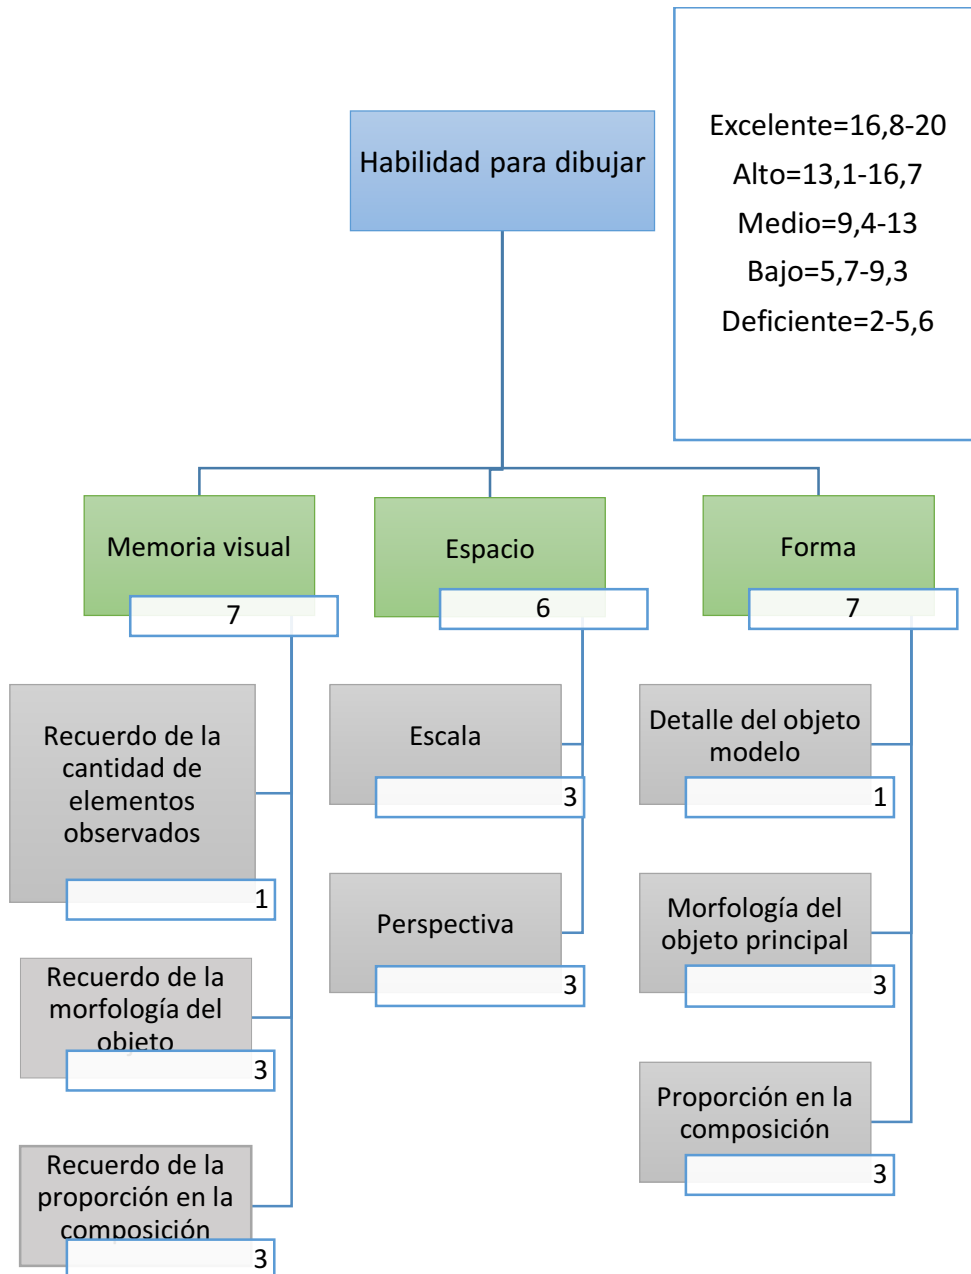 Habilidad para dibujar
Excelente=16,8-20
Alto=13,1-16,7
Medio=9,4-13
Bajo=5,7-9,3
Deficiente=2-5,6
Memoria visual
7
Espacio
6
Forma
7
Recuerdo de la
cantidad de
elementos
observados
1
Recuerdo de la
morfología del
objeto
3
Recuerdo de la
proporción en la
composición
3
Escala
3
Perspectiva
3
Detalle del objeto
modelo
1
Morfología del
objeto principal
3
Proporción en la
composición
3